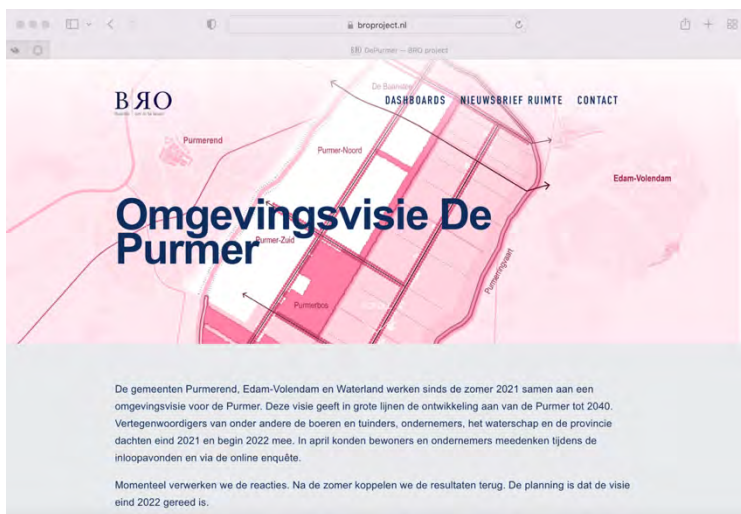 broproject.nl
BRO DePurmer — BRO project
BRO
DASHBOARDS NIEUWSBRIEF RUIMTE CONTACT
Purmerend
Purmer-Noord
Edam-Volendam
Omgevingsvisie De
Purmer
Purmer-Zuid
Purmerbos
Purmerringvaart
De gemeenten Purmerend, Edam-Volendam en Waterland werken sinds de zomer 2021 samen aan een
omgevingsvisie voor de Purmer. Deze visie geeft in grote lijnen de ontwikkeling aan van de Purmer tot 2040.
Vertegenwoordigers van onder andere de boeren en tuinders, ondernemers, het waterschap en de provincie
dachten eind 2021 en begin 2022 mee. In april konden bewoners en ondernemers meedenken tijdens de
inloopavonden en via de online enquête.
Momenteel verwerken we de reacties. Na de zomer koppelen we de resultaten terug. De planning is dat de visie
eind 2022 gereed is.